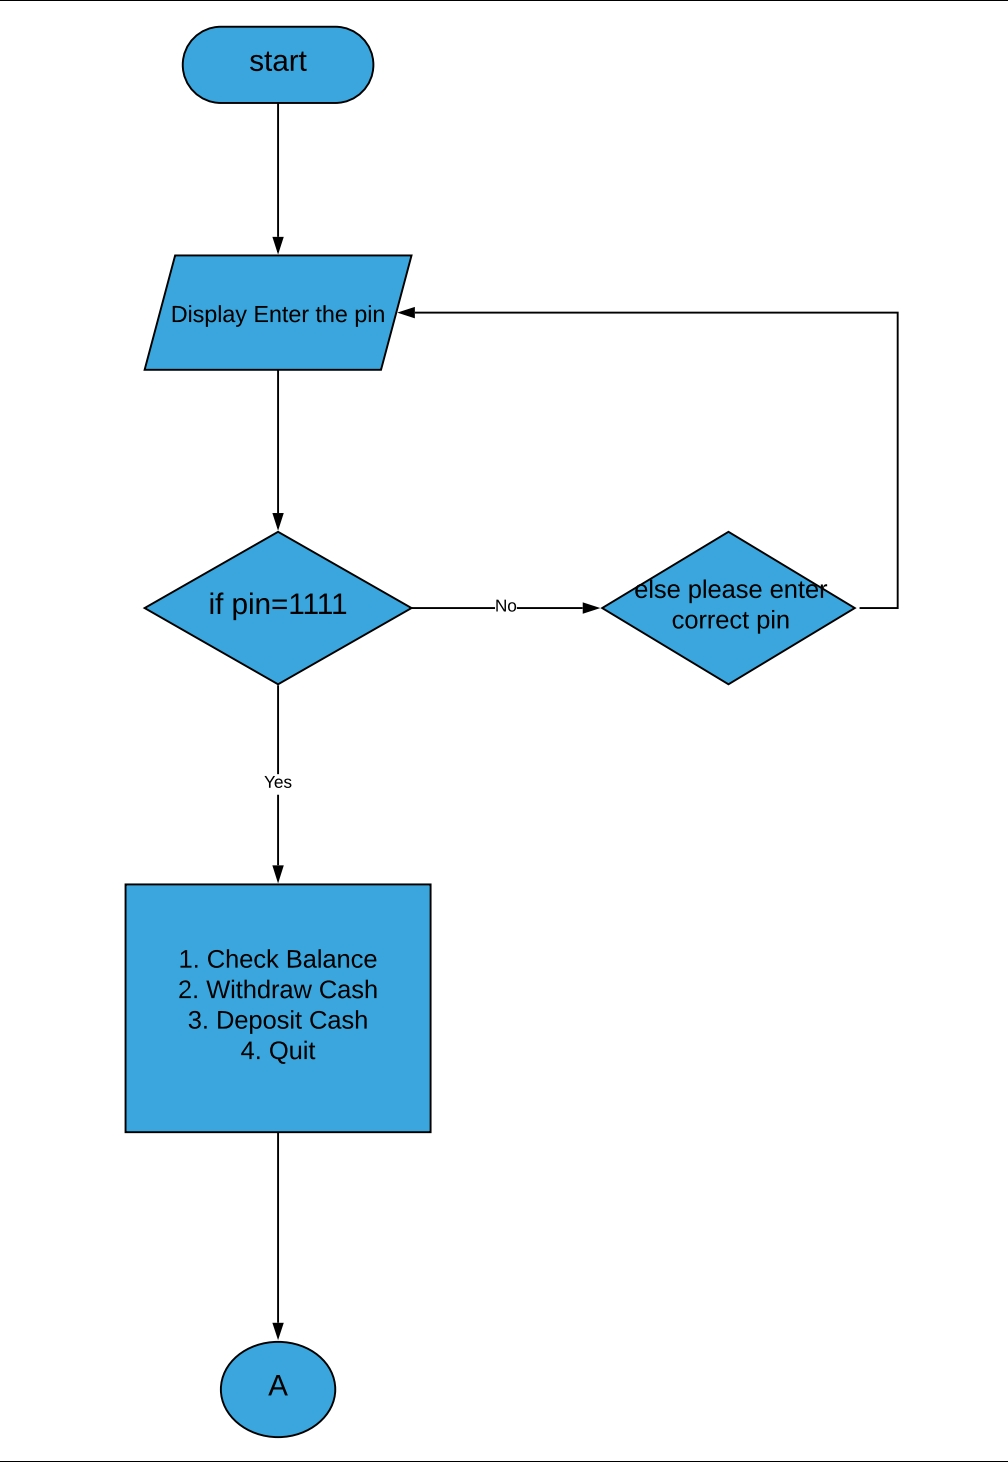 start
Display Enter the pin
if pin=1111
No
else please enter
correct pin
Yes
1. Check Balance
2. Withdraw Cash
3. Deposit Cash
4. Quit
A